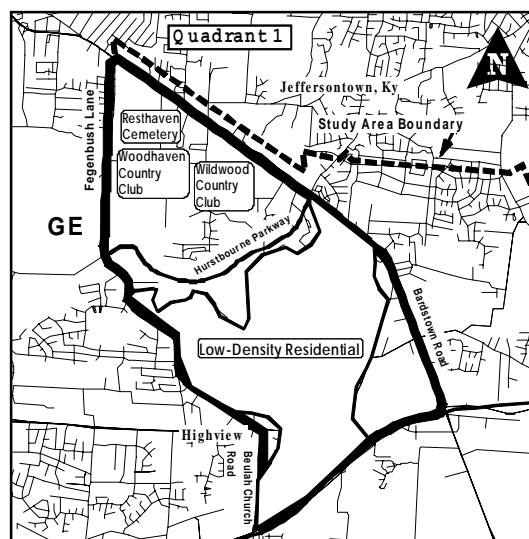 Quadrant 1
N
Jeffersontown, Ky
Study Area Boundary
Fegenbush Lane
Resthaven
Cemetery
Woodhaven
Country
Club
Wildwood
Country
Club
GE
Hurstbourne Parkway
Bardstown Road
Low-Density Residential
Highview
Beulah Church
Road